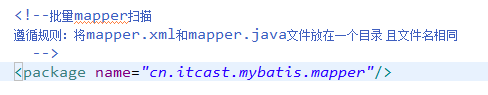 <!--批量mapper扫描
遵循规则：将mapper.xml和mapper.java文件放在一个目录 且文件名相同
-->
<package name="cn.itcast.mybatis.mapper"/>